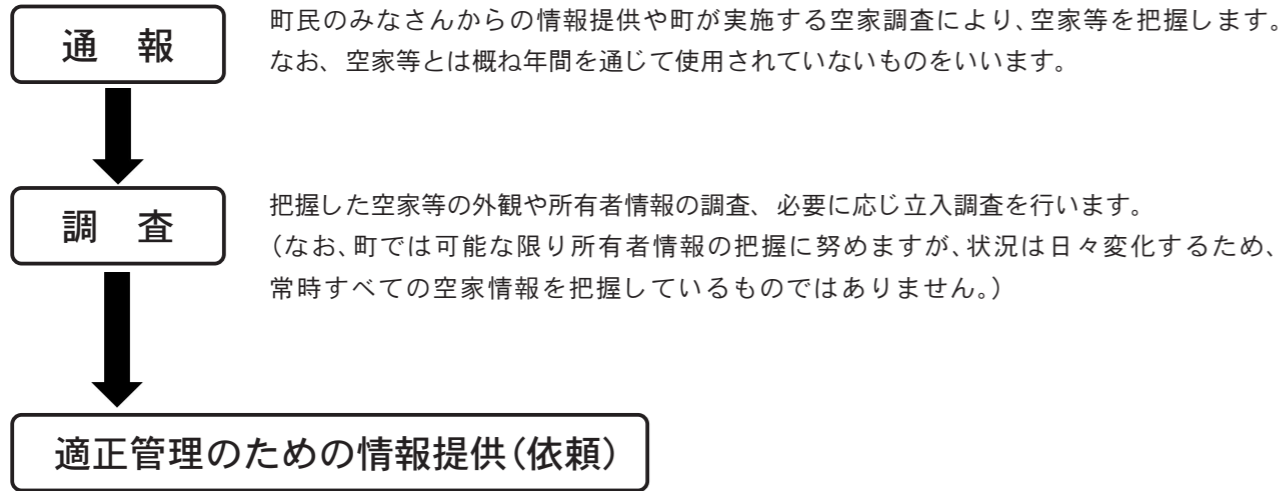 通 報
町民のみなさんからの情報提供や町が実施する空家調査により、空家等を把握します。
なお、空家等とは概ね年間を通じて使用されていないものをいいます。
調 査
把握した空家等の外観や所有者情報の調査、必要に応じ立入調査を行います。
（なお、町では可能な限り所有者情報の把握に努めますが、状況は日々変化するため、
常時すべての空家情報を把握しているものではありません。）
適正管理のための情報提供（依頼）